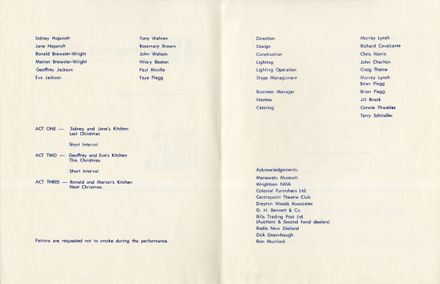 Sidney Hopcroft Tony Wahren
Jane Hopcroft Rosemary Brown
Ronald Brewster-Wright John Watson
Marion Brewster-Wright Hilary Beaton
Geoffrey Jackson Paul Minifie
Eva Jackson Faye Flegg
ACT ONE — Sidney and Jane's Kitchen
Last Christmas
Short Interval
ACT TWO — Geoffrey and Eva's Kitchen
This Christmas
Short Interval
ACT THREE — Ronald and Marion's Kitchen
Next Christmas
Patrons are requested not to smoke during the performance.
Direction Murray Lynch
Design Richard Cavalcante
Construction Chris Norris
Lighting John Charlton
Lighting Operation Craig Thaine
Stage Management Murray Lynch
Brian Flegg
Business Manager Brian Flegg
Hostess Jill Brook
Catering Connie Thwaites
Terry Schindler
Acknowledgements:
Manawatu Museum
Wrightson NMA
Colonial Furnishers Ltd.
Centrepoint Theatre Club
Drayton Woods Associates
G. H. Bennett & Co.
Bills Trading Post Ltd.
(Auctions & Second hand dealers)
Radio New Zealand
Dick Greenhaugh
Ron Mumford